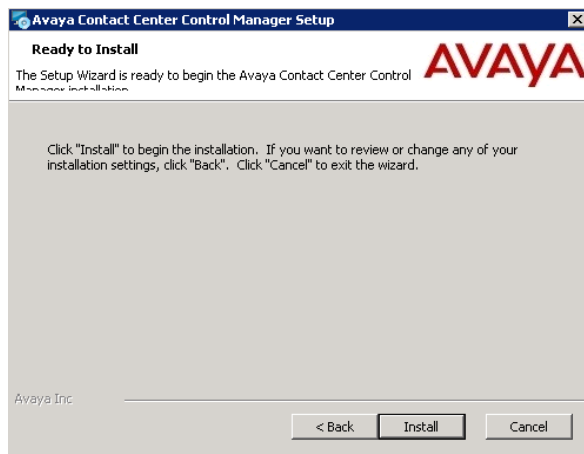 Avaya Contact Center Control Manager Setup
Ready to Install
The Setup Wizard is ready to begin the Avaya Contact Center Control
Manager installation
AVAYA
Click "Install" to begin the installation. If you want to review or change any of your
installation settings, click "Back". Click "Cancel" to exit the wizard.
Avaya Inc
< Back
Install
Cancel